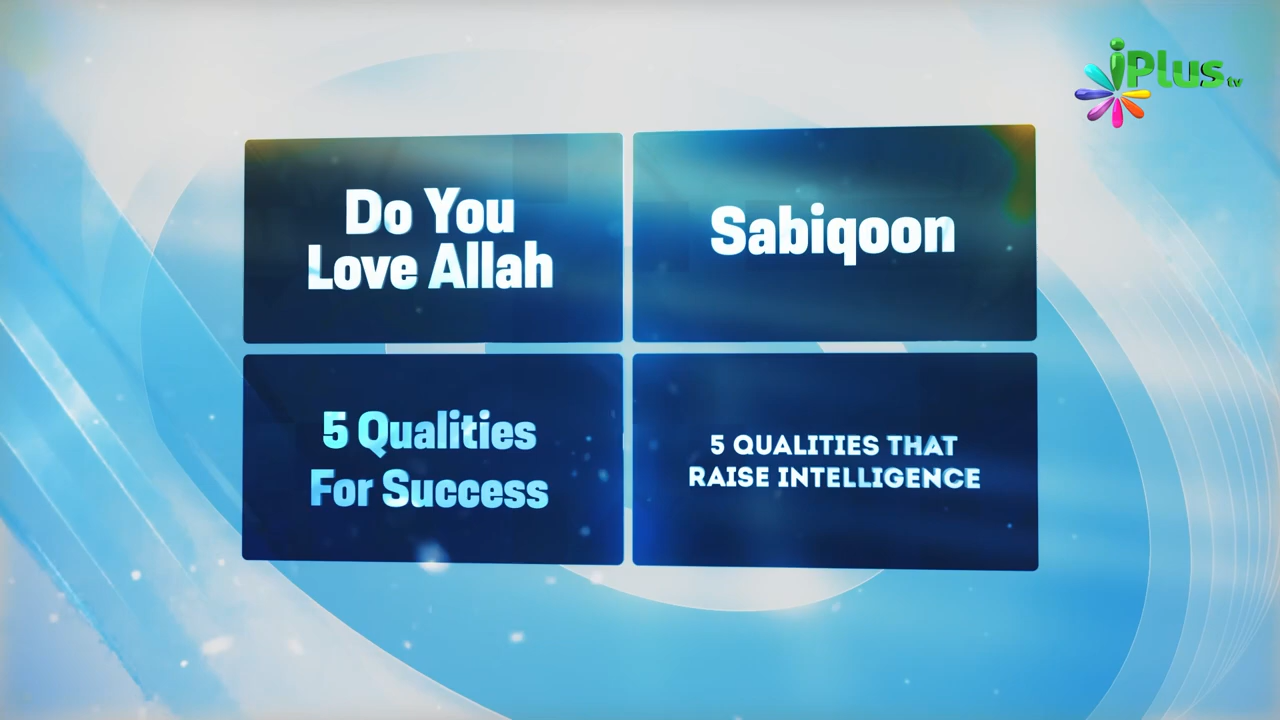 iPlus tv
Do You
Love Allah
Sabiqoon
5 Qualities
For Success
5 QUALITIES THAT
RAISE INTELLIGENCE